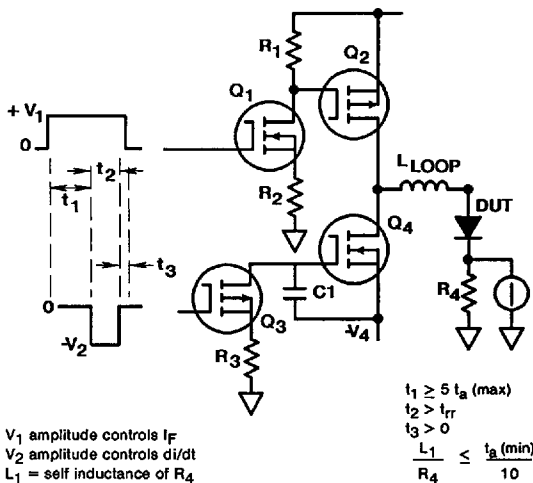 R1
Q2
Q1
+ V1
0
t2
t1
R2
t3
L LOOP
DUT
Q4
R4
0
-V2
C1
Q3
R3
-V4
V1 amplitude controls IF
V2 amplitude controls di/dt
L1 = self inductance of R4
t1 ≥ 5 ta (max)
t2 > trr
t3 > 0
L1/R4 ≤ ta (min)/10